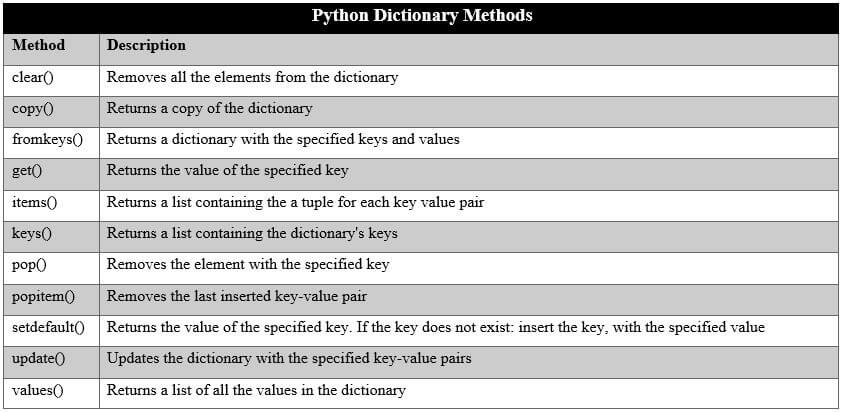 Python Dictionary Methods
Method Description
clear() Removes all the elements from the dictionary
copy() Returns a copy of the dictionary
fromkeys() Returns a dictionary with the specified keys and values
get() Returns the value of the specified key
items() Returns a list containing the a tuple for each key value pair
keys() Returns a list containing the dictionary's keys
pop() Removes the element with the specified key
popitem() Removes the last inserted key-value pair
setdefault() Returns the value of the specified key. If the key does not exist: insert the key, with the specified value
update() Updates the dictionary with the specified key-value pairs
values() Returns a list of all the values in the dictionary